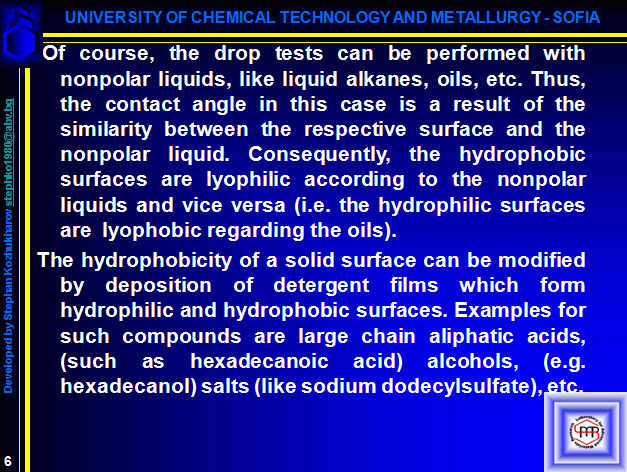 UNIVERSITY OF CHEMICAL TECHNOLOGY AND METALLURGY - SOFIA
Of course, the drop tests can be performed with
nonpolar liquids, like liquid alkanes, oils, etc. Thus,
the contact angle in this case is a result of the
similarity between the respective surface and the
nonpolar liquid. Consequently, the hydrophobic
surfaces are lyophilic according to the nonpolar
liquids and vice versa (i.e. the hydrophilic surfaces
are lyophobic regarding the oils).
The hydrophobicity of a solid surface can be modified
by deposition of detergent films which form
hydrophilic and hydrophobic surfaces. Examples for
such compounds are large chain aliphatic acids,
(such as hexadecanoic acid) alcohols, (e.g.
hexadecanol) salts (like sodium dodecylsulfate), etc.
Developed by Stephan Kozhukharov stephko1980@abv.bg
6